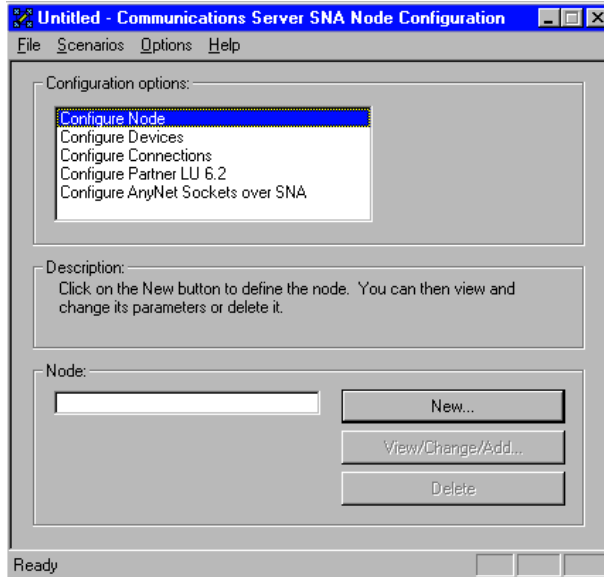 Untitled - Communications Server SNA Node Configuration
File Scenarios Options Help
Configuration options:
Configure Node
Configure Devices
Configure Connections
Configure Partner LU 6.2
Configure AnyNet Sockets over SNA
Description:
Click on the New button to define the node. You can then view and
change its parameters or delete it.
Node:
New...
View/Change/Add...
Delete
Ready